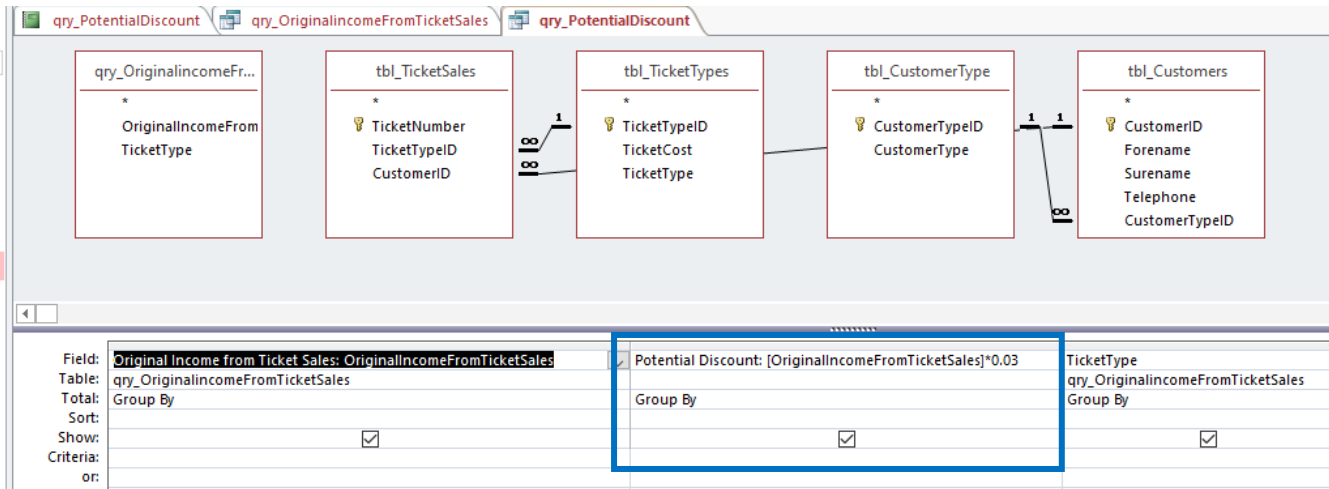 qry_PotentialDiscount qry_OriginalincomeFromTicketSales qry_PotentialDiscount
qry_OriginalincomeFr...
*
OriginalIncomeFrom
TicketType
tbl_TicketSales
*
TicketNumber
TicketTypeID
CustomerID
∞
∞
1
tbl_TicketTypes
*
TicketTypeID
TicketCost
TicketType
tbl_CustomerType
*
CustomerTypeID
CustomerType
1 1
∞
tbl_Customers
*
CustomerID
Forename
Surename
Telephone
CustomerTypeID
Field: Original Income from Ticket Sales: OriginalIncomeFromTicketSales Potential Discount: [OriginalIncomeFromTicketSales]*0.03 TicketType
Table: qry_OriginalincomeFromTicketSales qry_OriginalincomeFromTicketSales
Total: Group By Group By Group By
Sort:
Show:
Criteria:
or: